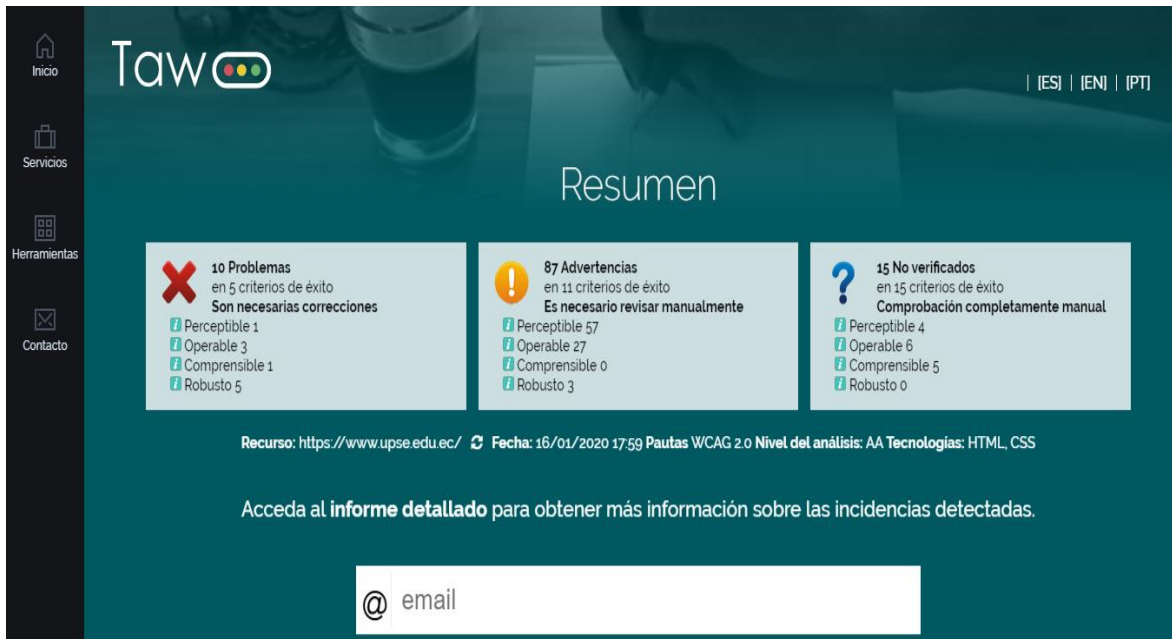 Inicio
Servicios
Herramientas
Contacto
Taw
| [ES] | [EN] | [PT]
Resumen
10 Problemas
en 5 criterios de éxito
Son necesarias correcciones
Perceptible 1
Operable 3
Comprensible 1
Robusto 5
87 Advertencias
en 11 criterios de éxito
Es necesario revisar manualmente
Perceptible 57
Operable 27
Comprensible 0
Robusto 3
15 No verificados
en 15 criterios de éxito
Comprobación completamente manual
Perceptible 4
Operable 6
Comprensible 5
Robusto 0
Recurso: https://www.upse.edu.ec/ Fecha: 16/01/2020 17:59 Pautas WCAG 2.0 Nivel del análisis: AA Tecnologías: HTML, CSS
Acceda al informe detallado para obtener más información sobre las incidencias detectadas.
@ email